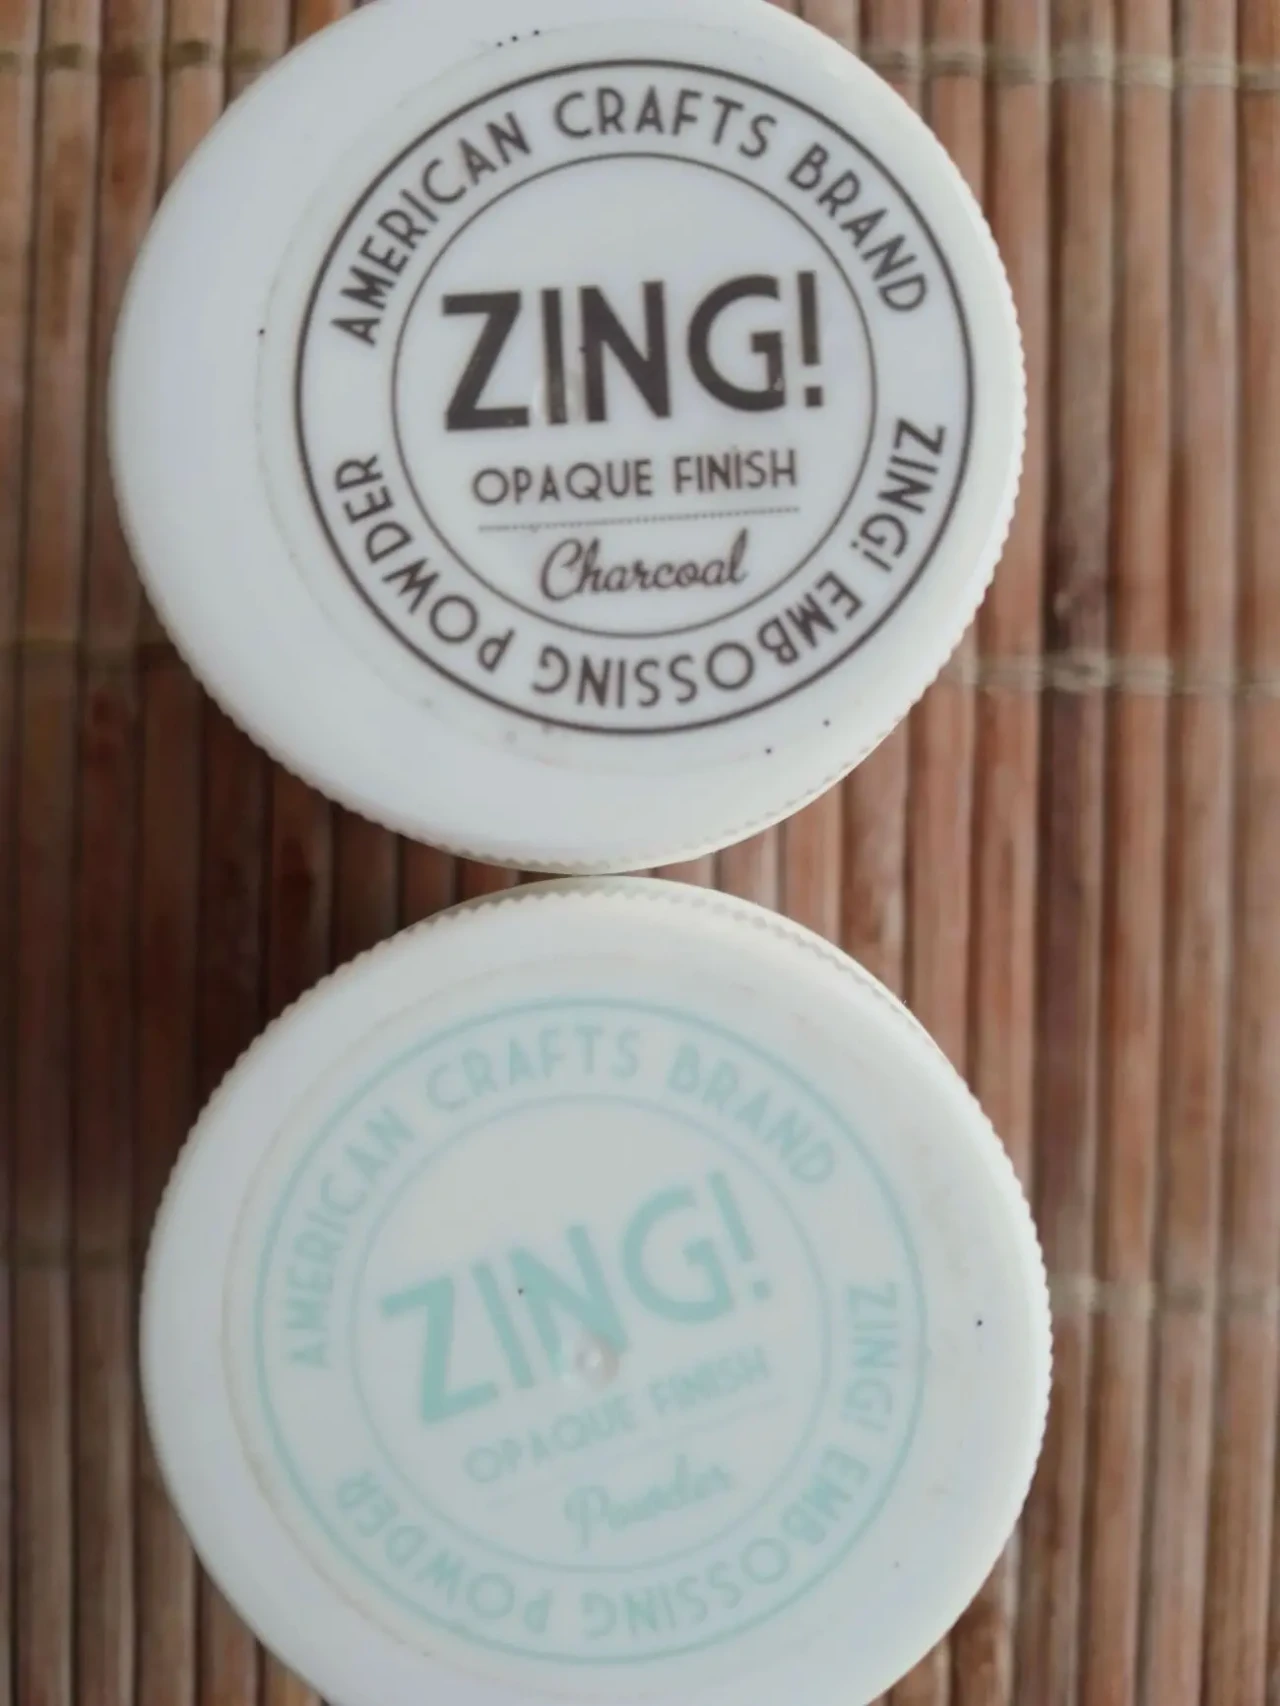 AMERICAN CRAFTS BRAND
ZING!
OPAQUE FINISH
Charcoal
ZING! EMBOSSING POWDER
AMERICAN CRAFTS BRAND
ZING!
OPAQUE FINISH
Powder
ZING! EMBOSSING POWDER